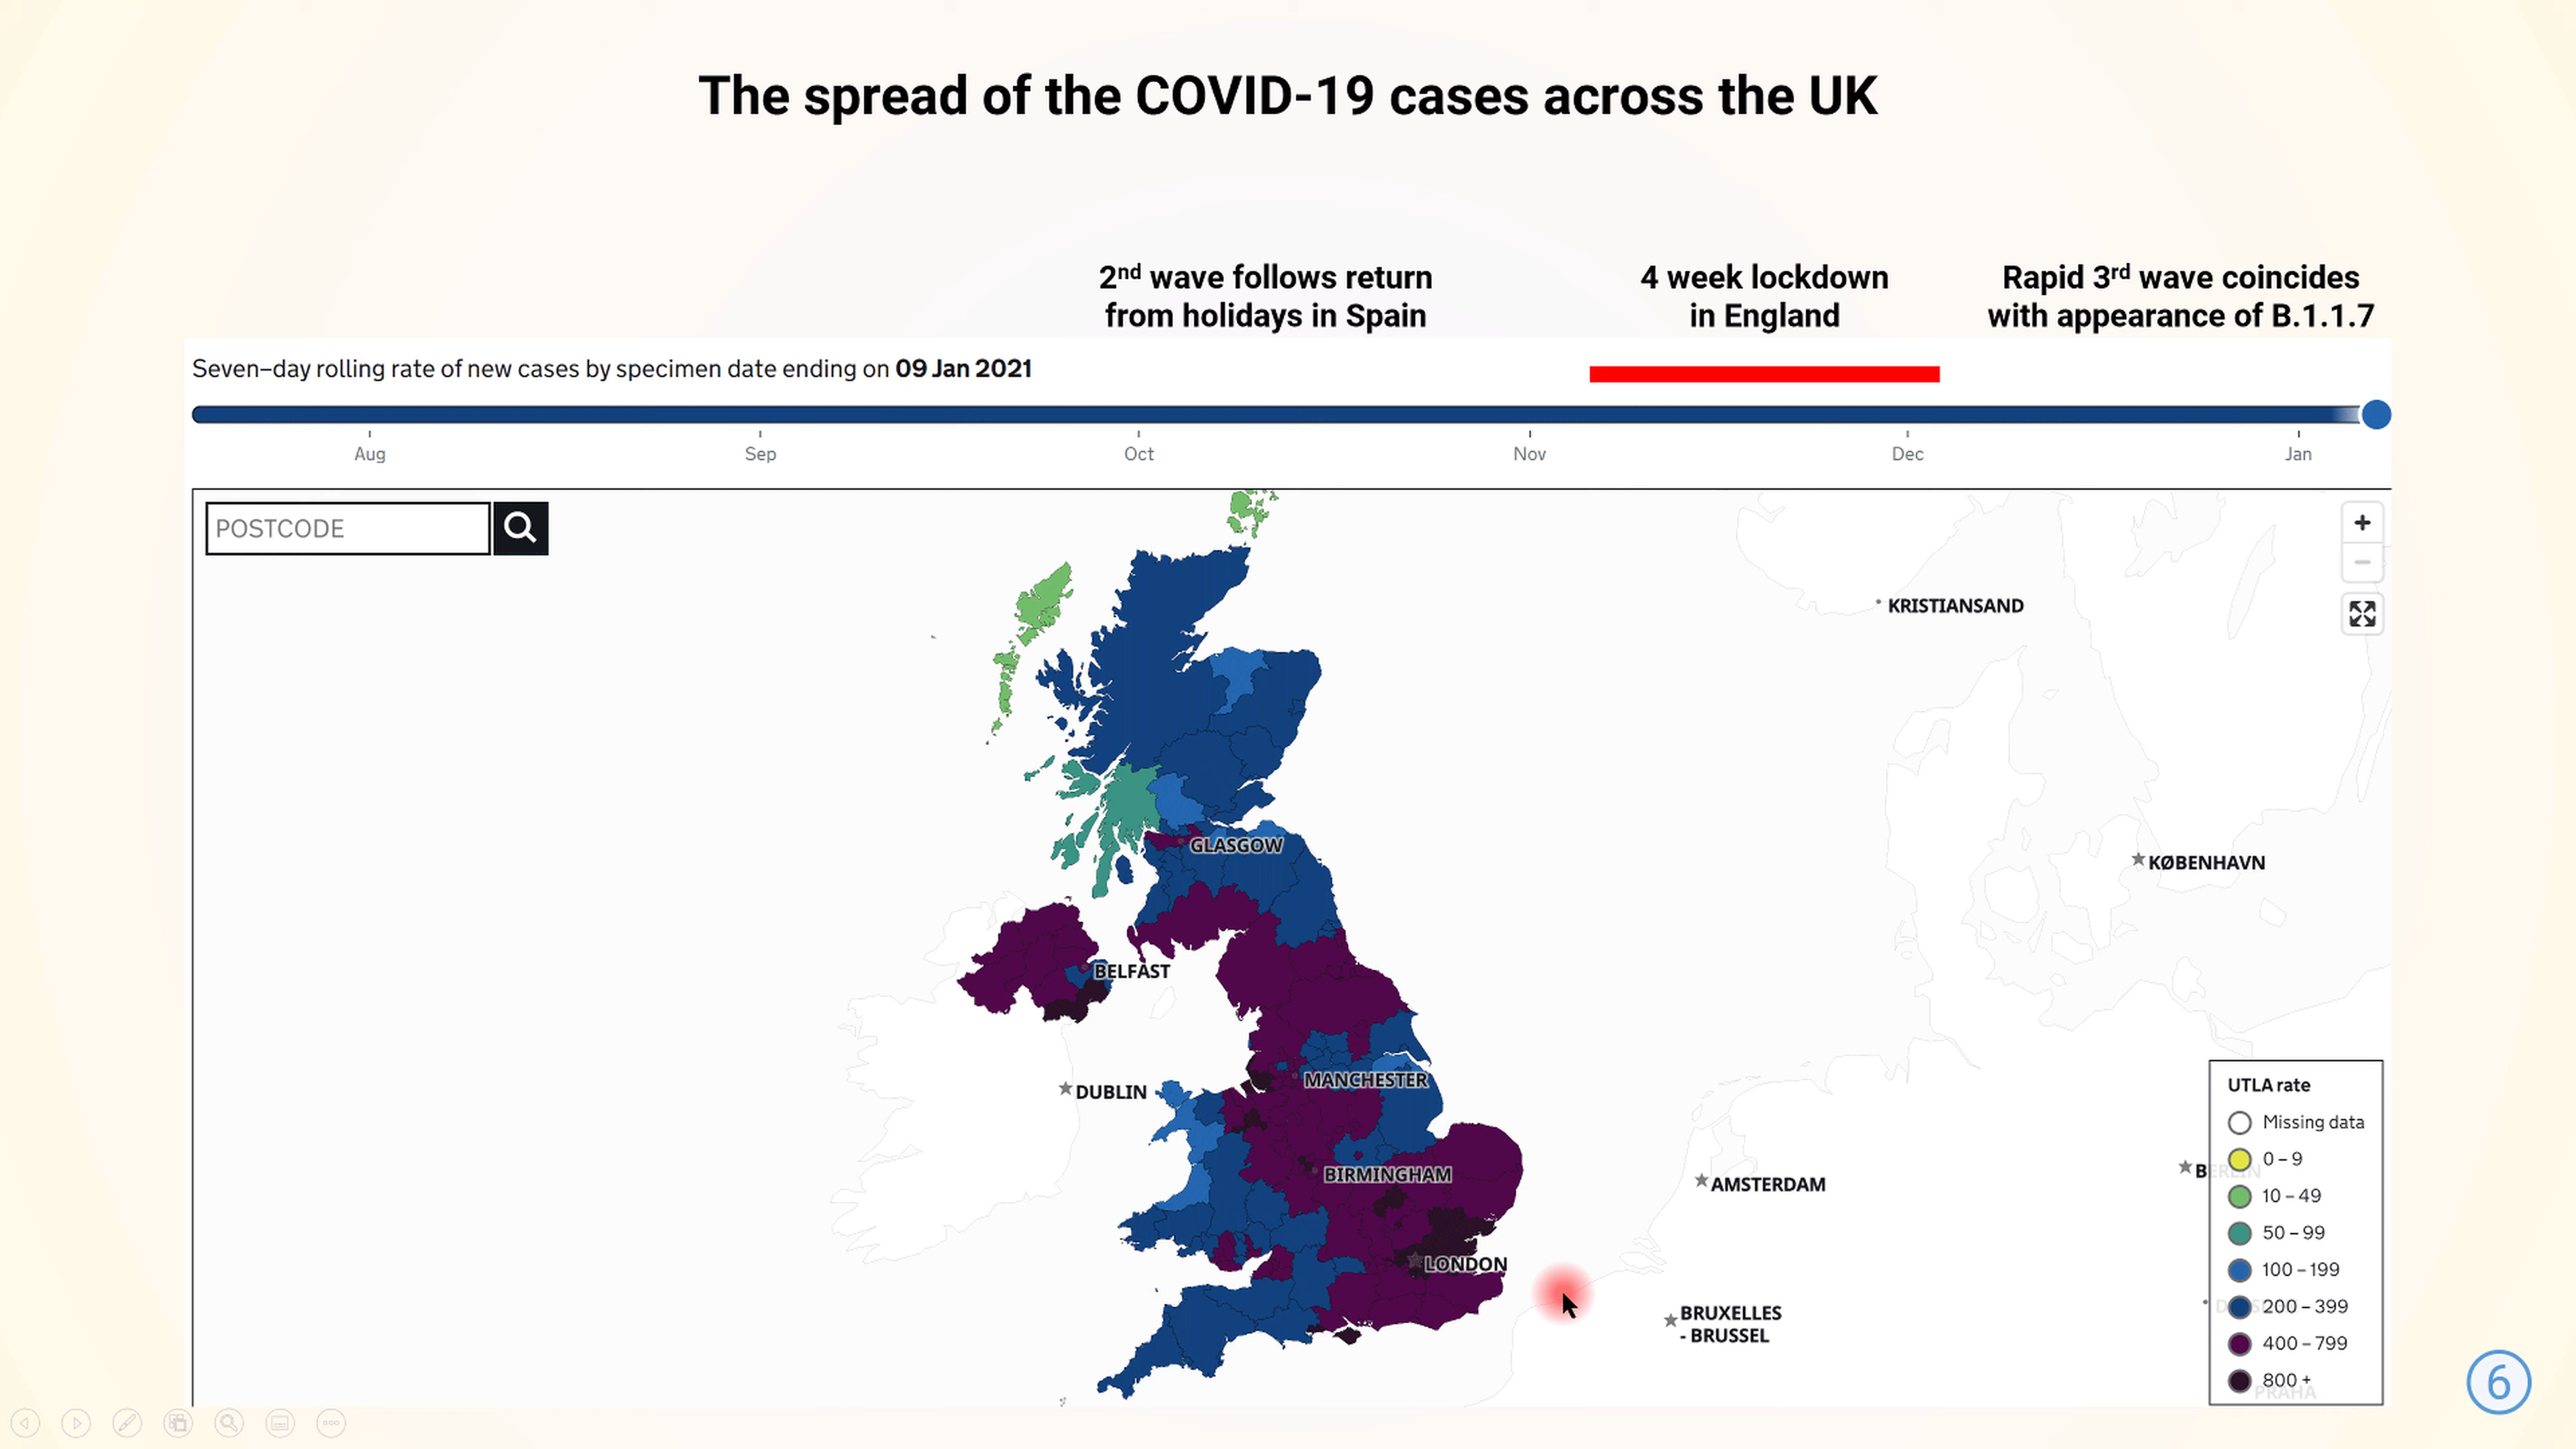 The spread of the COVID-19 cases across the UK
2nd wave follows return
from holidays in Spain
4 week lockdown
in England
Rapid 3rd wave coincides
with appearance of B.1.1.7
Seven-day rolling rate of new cases by specimen date ending on 09 Jan 2021
Aug
Sep
Oct
Nov
Dec
Jan
POSTCODE
+
−
KRISTIANSAND
GLASGOW
KØBENHAVN
BELFAST
DUBLIN
MANCHESTER
BIRMINGHAM
AMSTERDAM
BERLIN
LONDON
BRUXELLES
- BRUSSEL
UTLA rate
Missing data
0 – 9
10 – 49
50 – 99
100 – 199
200 – 399
400 – 799
800 +
PRAHA
6